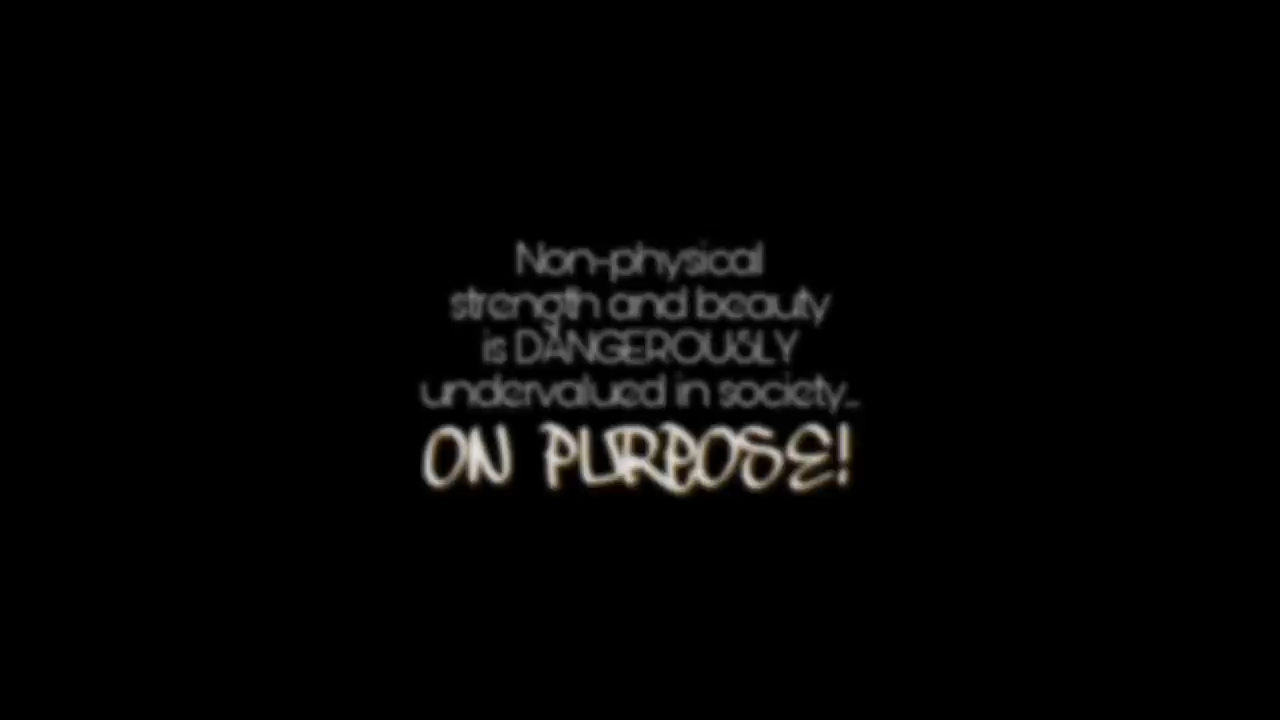 Non-physical
strength and beauty
is DANGEROUSLY
undervalued in society...
ON PURPOSE!